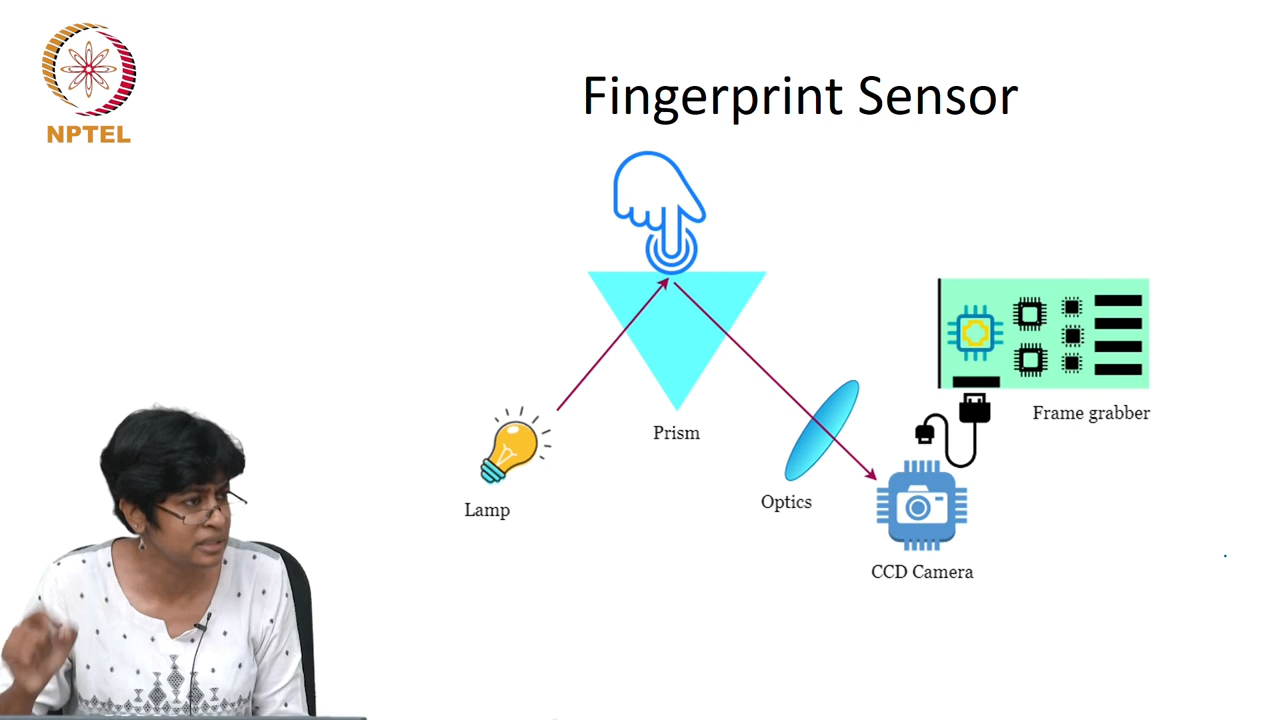 NPTEL
Fingerprint Sensor
Prism
Frame grabber
Lamp
Optics
CCD Camera